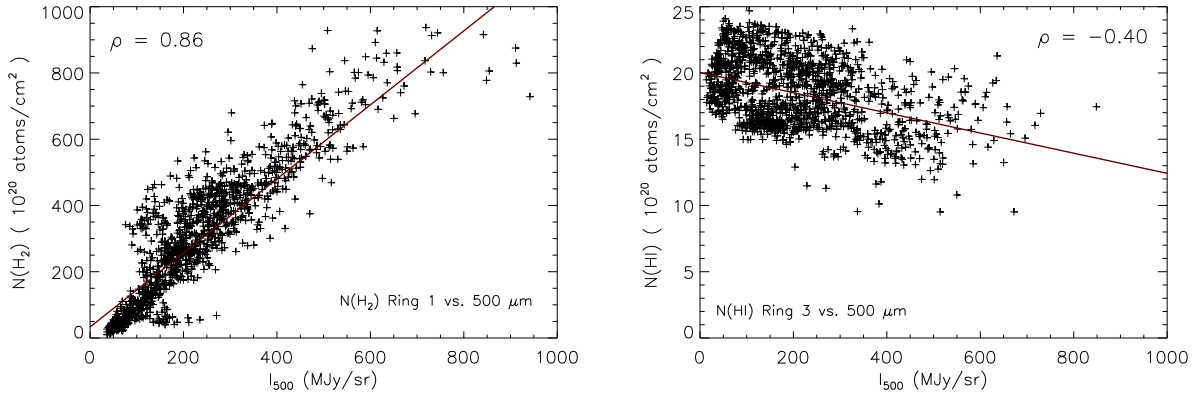 1000
800
600
400
200
0
N(H₂) ( 10²⁰ atoms/cm² )
ρ = 0.86
N(H₂) Ring 1 vs. 500 μm
0 200 400 600 800 1000
I₅₀₀ (MJy/sr)
25
20
15
10
5
0
N(HI) ( 10²⁰ atoms/cm² )
ρ = −0.40
N(HI) Ring 3 vs. 500 μm
0 200 400 600 800 1000
I₅₀₀ (MJy/sr)